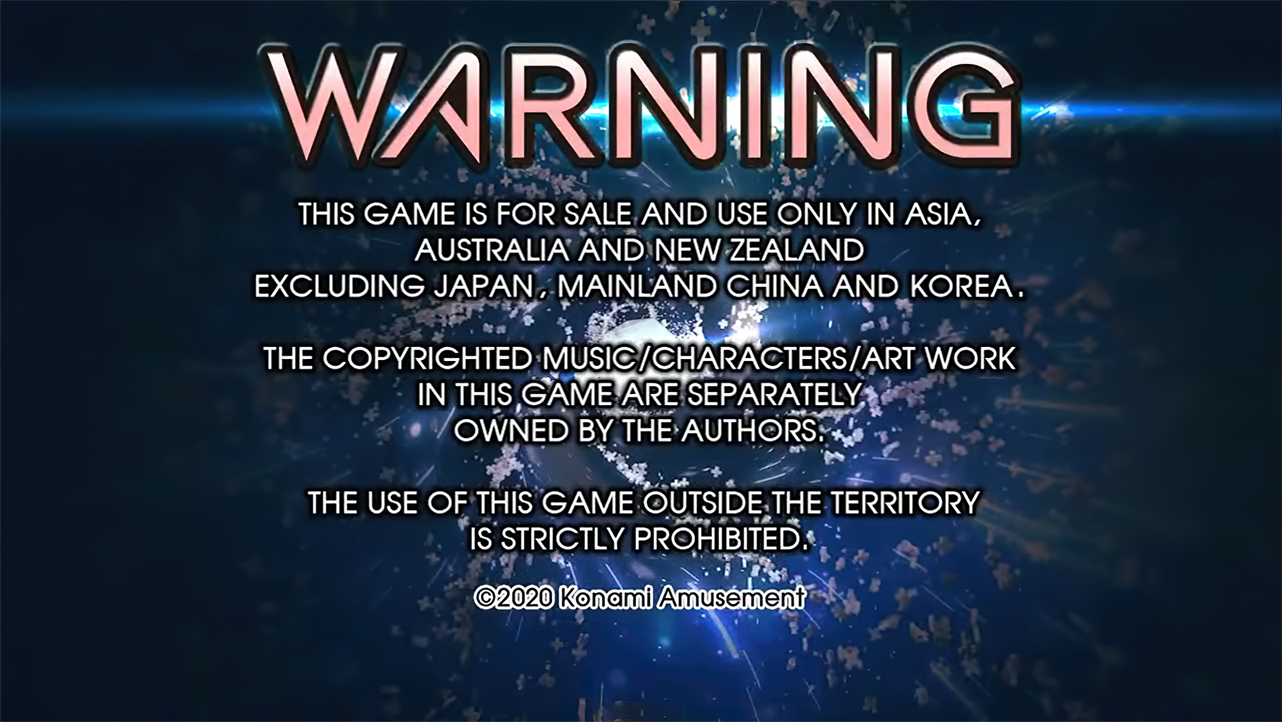 WARNING
THIS GAME IS FOR SALE AND USE ONLY IN ASIA,
AUSTRALIA AND NEW ZEALAND
EXCLUDING JAPAN, MAINLAND CHINA AND KOREA.
THE COPYRIGHTED MUSIC/CHARACTERS/ART WORK
IN THIS GAME ARE SEPARATELY
OWNED BY THE AUTHORS.
THE USE OF THIS GAME OUTSIDE THE TERRITORY
IS STRICTLY PROHIBITED.
©2020 Konami Amusement